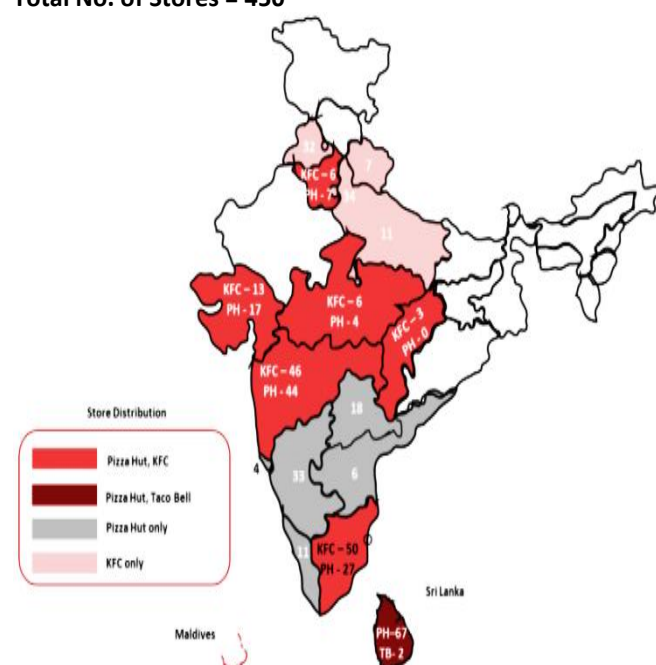 Total No. of Stores = 450
32
KFC – 6
PH - 7
7
11
KFC – 13
PH - 17
KFC – 6
PH - 4
KFC – 3
PH - 0
KFC – 46
PH - 44
18
Store Distribution
Pizza Hut, KFC
Pizza Hut, Taco Bell
Pizza Hut only
KFC only
4
33
6
11
KFC – 50
PH - 27
Sri Lanka
Maldives
PH–67
TB- 2